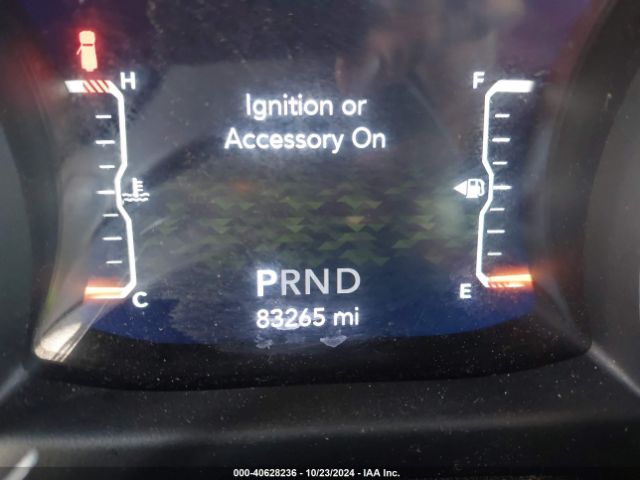 H
F
Ignition or
Accessory On
PRND
C
E
83265 mi
000-40628236 - 10/23/2024 - IAA Inc.